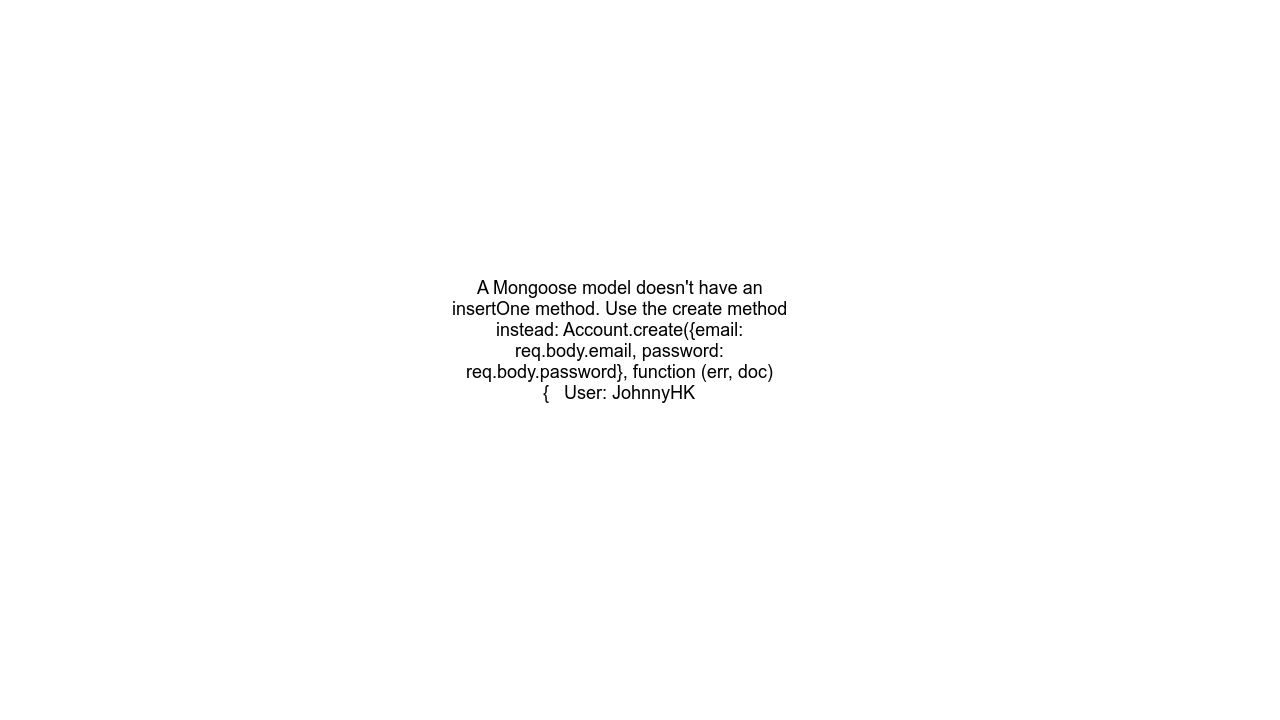 A Mongoose model doesn't have an
insertOne method. Use the create method
instead: Account.create({email:
req.body.email, password:
req.body.password}, function (err, doc)
{   User: JohnnyHK